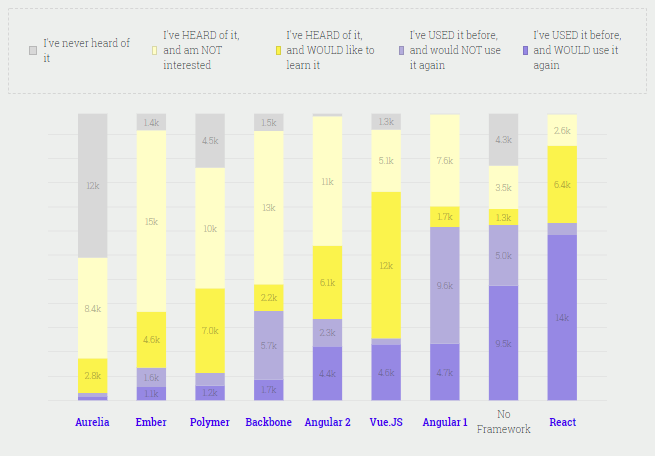 I've never heard of
it
I've HEARD of it,
and am NOT
interested
I've HEARD of it,
and WOULD like to
learn it
I've USED it before,
and would NOT use
it again
I've USED it before,
and WOULD use it
again
12k
8.4k
2.8k
1.4k
15k
4.6k
1.6k
1.1k
4.5k
10k
7.0k
1.2k
1.5k
13k
2.2k
5.7k
1.7k
11k
6.1k
2.3k
4.4k
1.3k
5.1k
12k
4.6k
7.6k
1.7k
9.6k
4.7k
4.3k
3.5k
1.3k
5.0k
9.5k
2.6k
6.4k
14k
Aurelia
Ember
Polymer
Backbone
Angular 2
Vue.JS
Angular 1
No
Framework
React